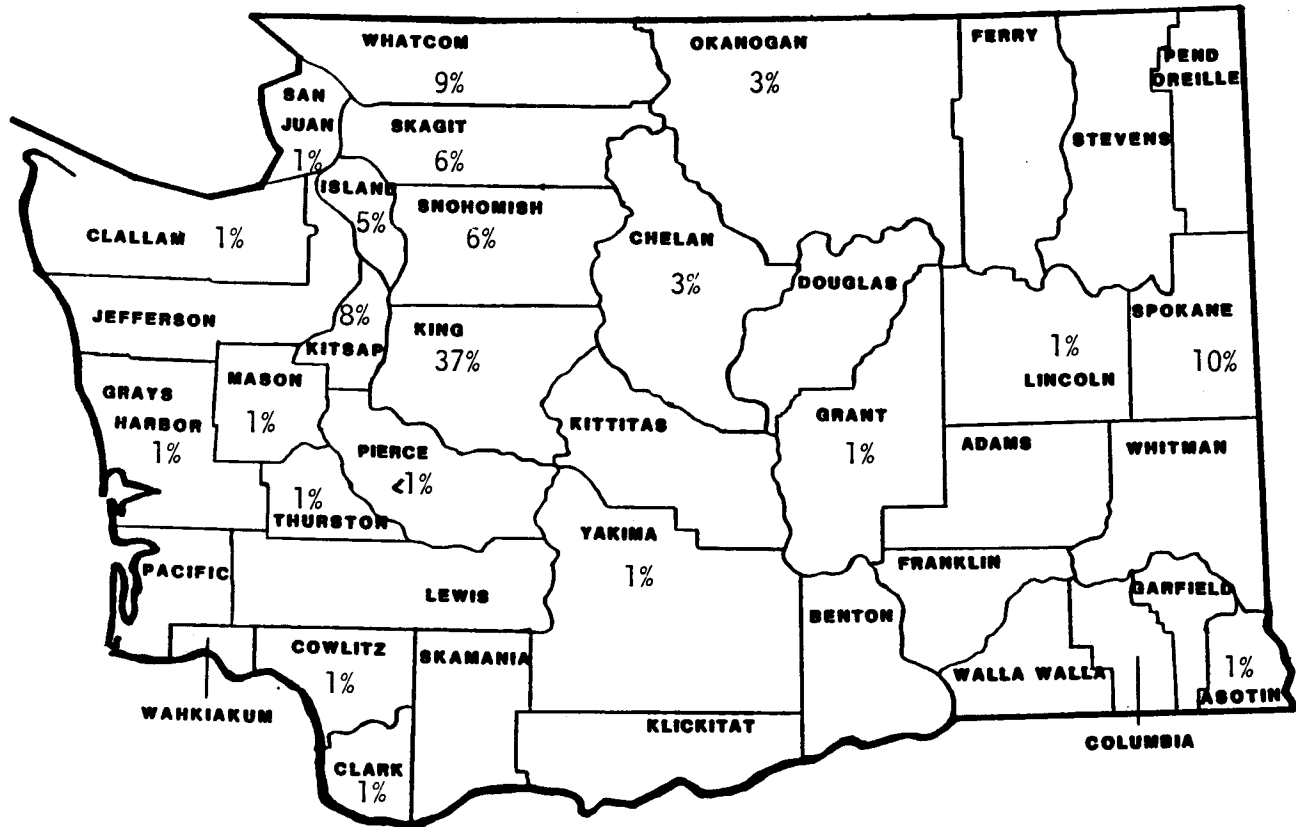 WHATCOM
9%
OKANOGAN
3%
FERRY
PEND
OREILLE
STEVENS
SAN
JUAN
1%
SKAGIT
6%
ISLAND
5%
SNOHOMISH
6%
CHELAN
3%
DOUGLAS
CLALLAM 1%
JEFFERSON
8%
KITSAP
KING
37%
SPOKANE
10%
1%
LINCOLN
GRAYS
HARBOR
1%
MASON
1%
PIERCE
<1%
KITTITAS
GRANT
1%
ADAMS
WHITMAN
1%
THURSTON
YAKIMA
1%
PACIFIC
LEWIS
BENTON
FRANKLIN
GARFIELD
COWLITZ
1%
SKAMANIA
WALLA WALLA
1%
ASOTIN
WAHKIAKUM
KLICKITAT
COLUMBIA
CLARK
1%